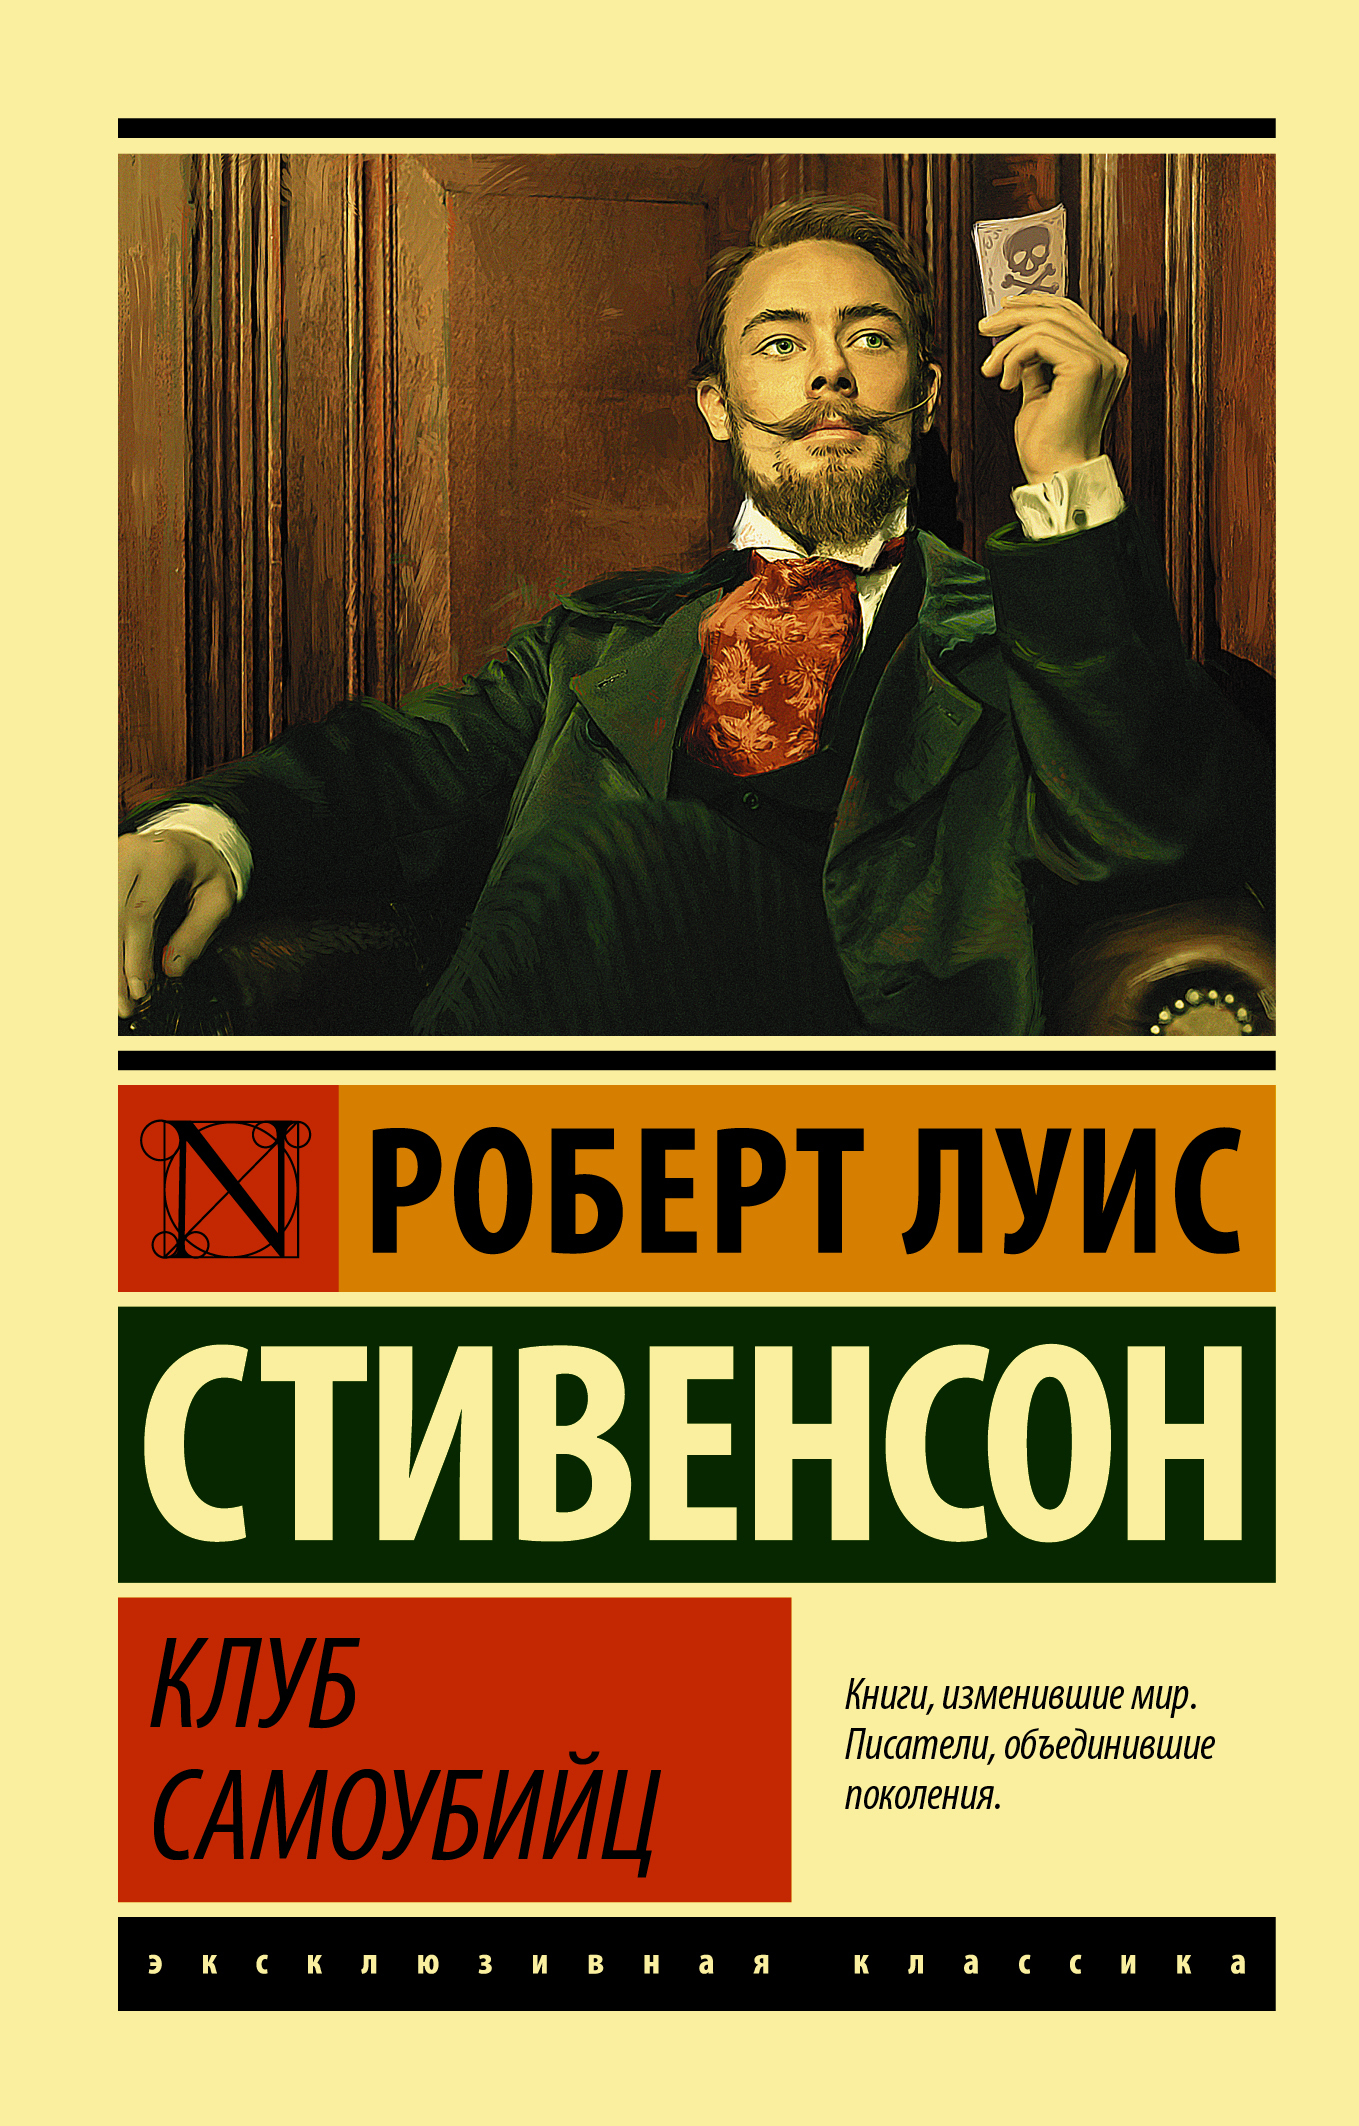 N РОБЕРТ ЛУИС
СТИВЕНСОН
КЛУБ
САМОУБИЙЦ
Книги, изменившие мир.
Писатели, объединившие
поколения.
эксклюзивная классика